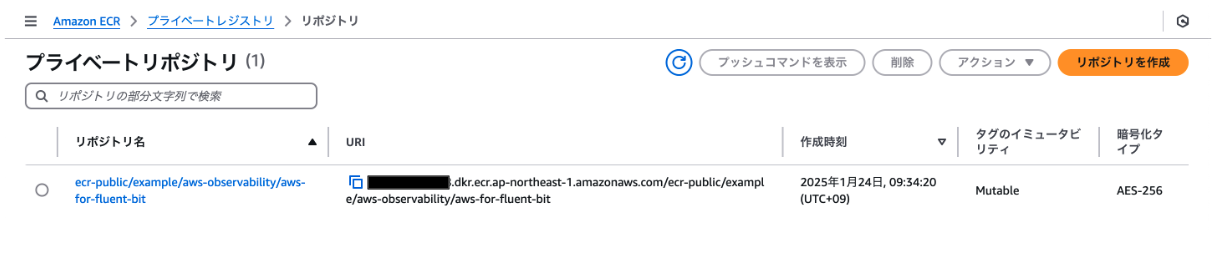 Amazon ECR > プライベートレジストリ > リポジトリ
プライベートリポジトリ (1)
プッシュコマンドを表示
削除
アクション ▼
リポジトリを作成
リポジトリの部分文字列で検索
リポジトリ名
URI
作成時刻
タグのイミュータビ
リティ
暗号化タ
イプ
ecr-public/example/aws-observability/aws-
for-fluent-bit
.dkr.ecr.ap-northeast-1.amazonaws.com/ecr-public/exampl
e/aws-observability/aws-for-fluent-bit
2025年1月24日, 09:34:20
(UTC+09)
Mutable
AES-256